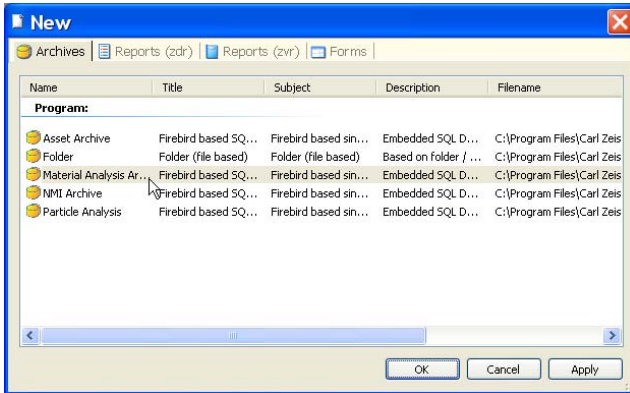 New
Archives Reports (zdr) Reports (zvr) Forms
Name Title Subject Description Filename
Program:
Asset Archive Firebird based SQ... Firebird based sin... Embedded SQL D... C:\Program Files\Carl Zeis
Folder Folder (file based) Folder (file based) Based on folder / ... C:\Program Files\Carl Zeis
Material Analysis Ar... Firebird based SQ... Firebird based sin... Embedded SQL D... C:\Program Files\Carl Zeis
NMI Archive Firebird based SQ... Firebird based sin... Embedded SQL D... C:\Program Files\Carl Zeis
Particle Analysis Firebird based SQ... Firebird based sin... Embedded SQL D... C:\Program Files\Carl Zeis
OK Cancel Apply